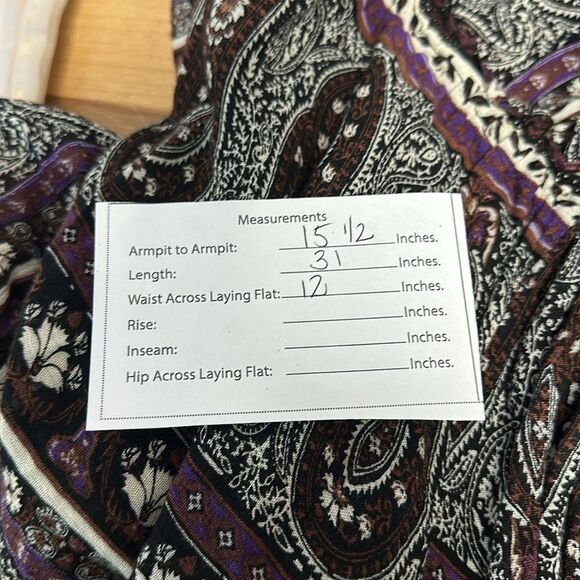 Measurements
Armpit to Armpit: 15 1/2 Inches.
Length: 31 Inches.
Waist Across Laying Flat: 12 Inches.
Rise: Inches.
Inseam: Inches.
Hip Across Laying Flat: Inches.